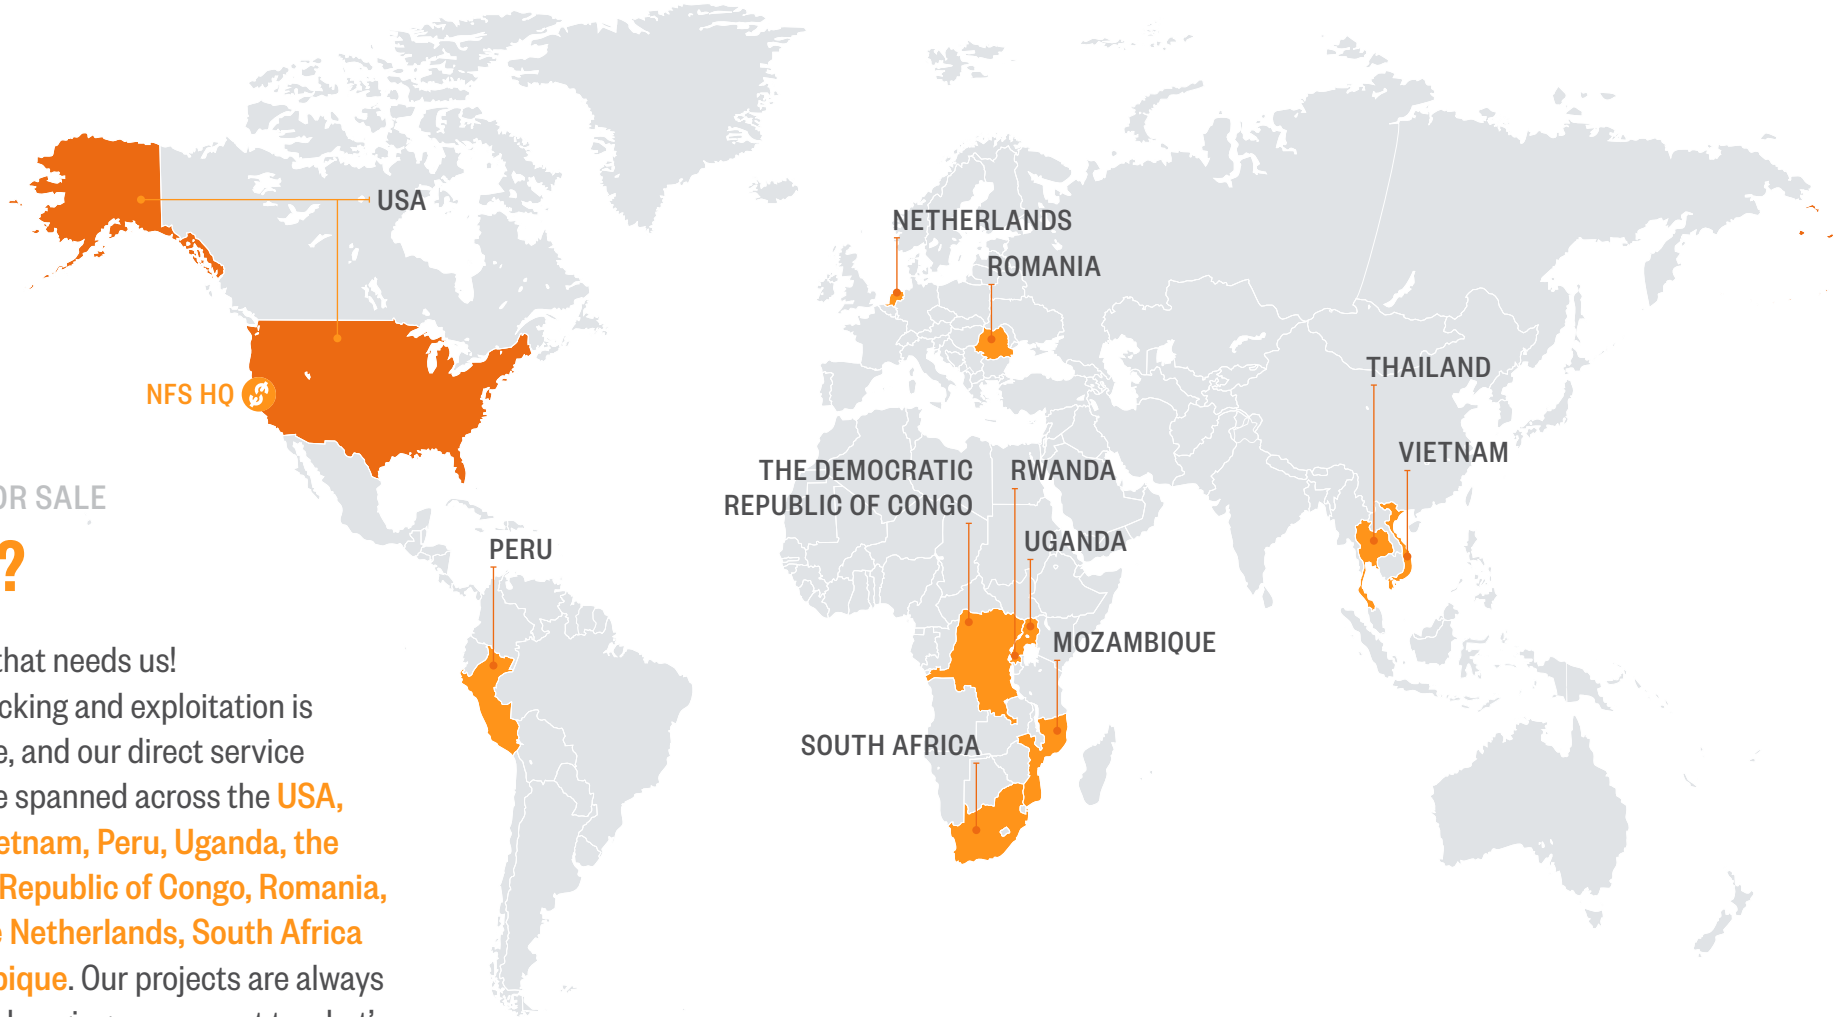 USA
NETHERLANDS
ROMANIA
THAILAND
NFS HQ
VIETNAM
THE DEMOCRATIC
REPUBLIC OF CONGO
RWANDA
UGANDA
PERU
MOZAMBIQUE
SOUTH AFRICA
OR SALE
?
that needs us!
cking and exploitation is
e, and our direct service
e spanned across the USA,
etnam, Peru, Uganda, the
Republic of Congo, Romania,
e Netherlands, South Africa
bique. Our projects are always